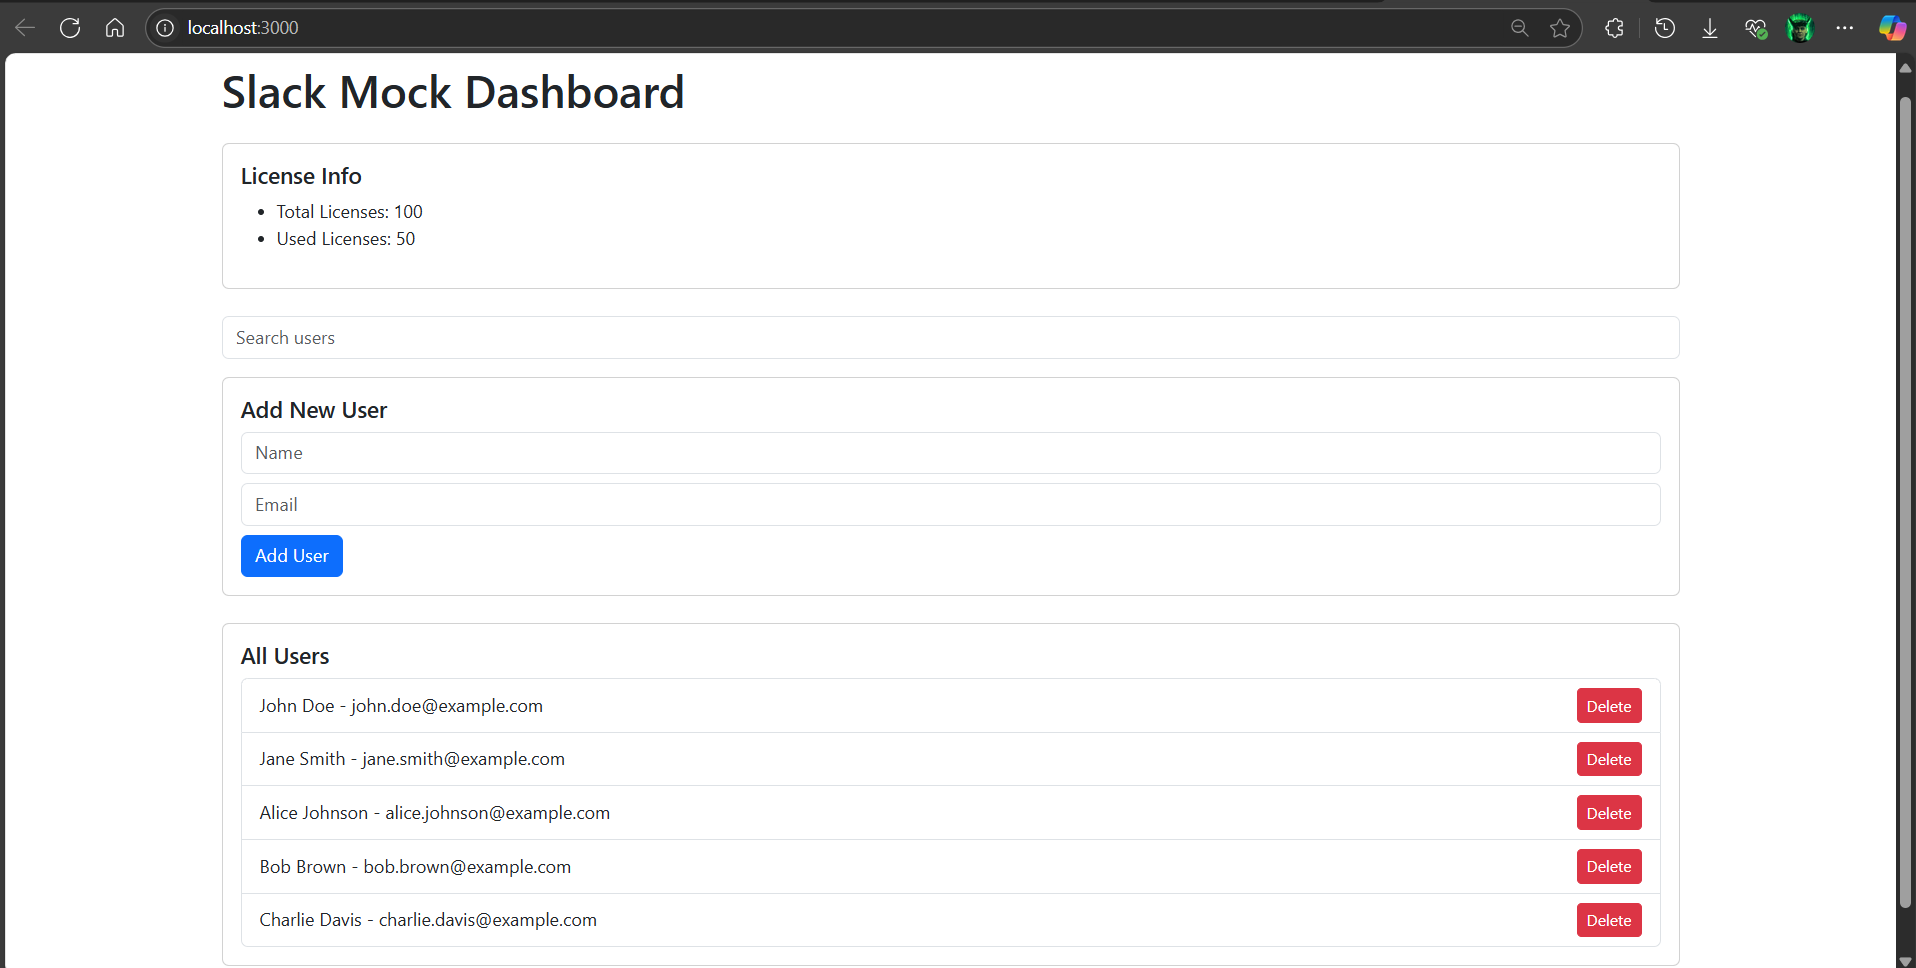 localhost:3000
Slack Mock Dashboard
License Info
Total Licenses: 100
Used Licenses: 50
Search users
Add New User
Name
Email
Add User
All Users
John Doe - john.doe@example.com Delete
Jane Smith - jane.smith@example.com Delete
Alice Johnson - alice.johnson@example.com Delete
Bob Brown - bob.brown@example.com Delete
Charlie Davis - charlie.davis@example.com Delete